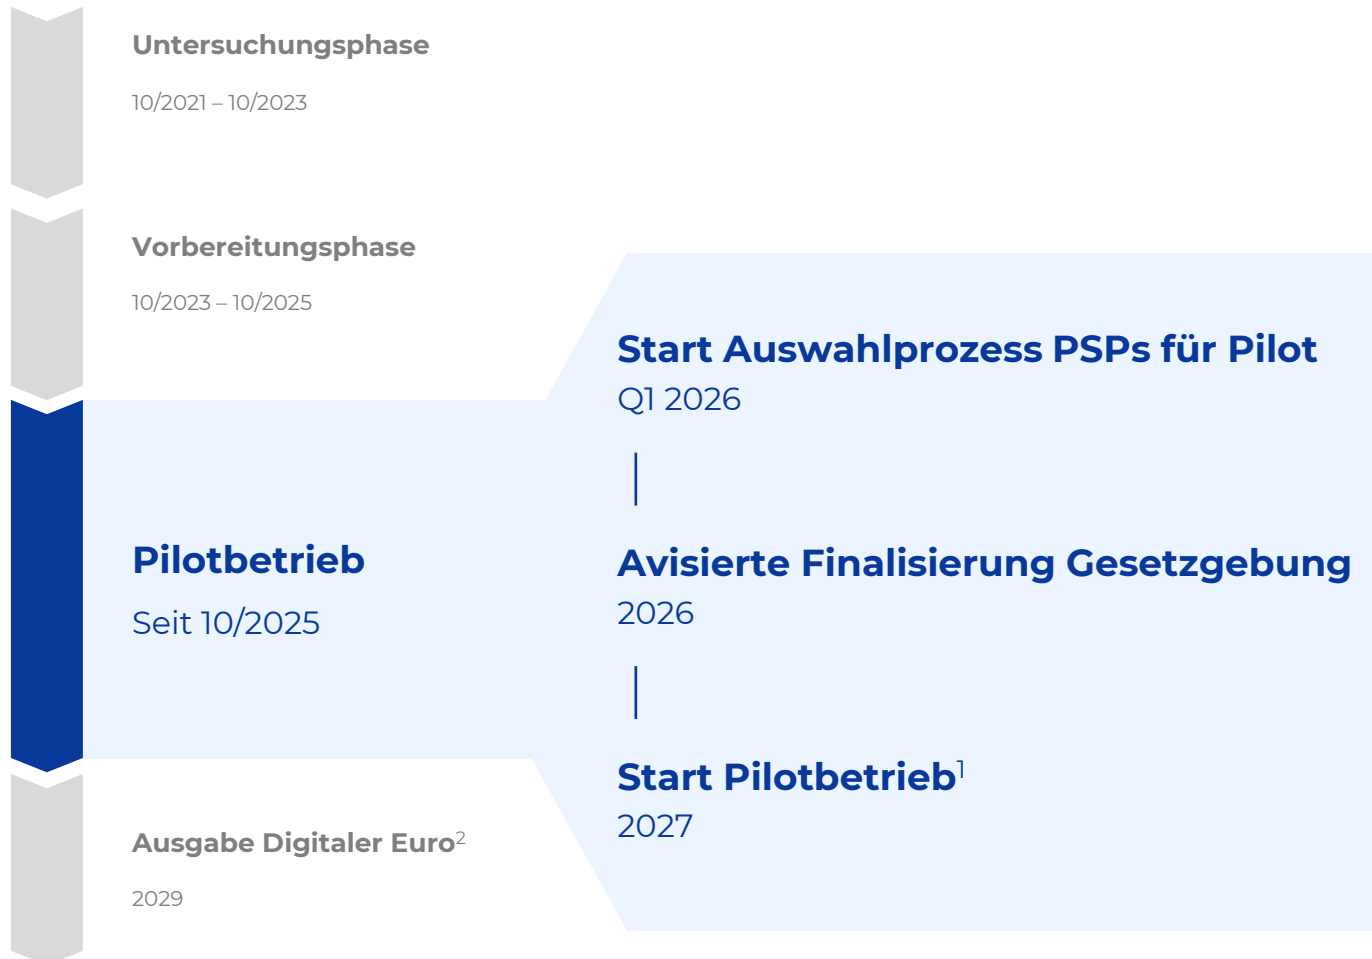 Untersuchungsphase
10/2021 – 10/2023
Vorbereitungsphase
10/2023 – 10/2025
Pilotbetrieb
Seit 10/2025
Start Auswahlprozess PSPs für Pilot
Q1 2026
Avisierte Finalisierung Gesetzgebung
2026
Start Pilotbetrieb¹
2027
Ausgabe Digitaler Euro²
2029